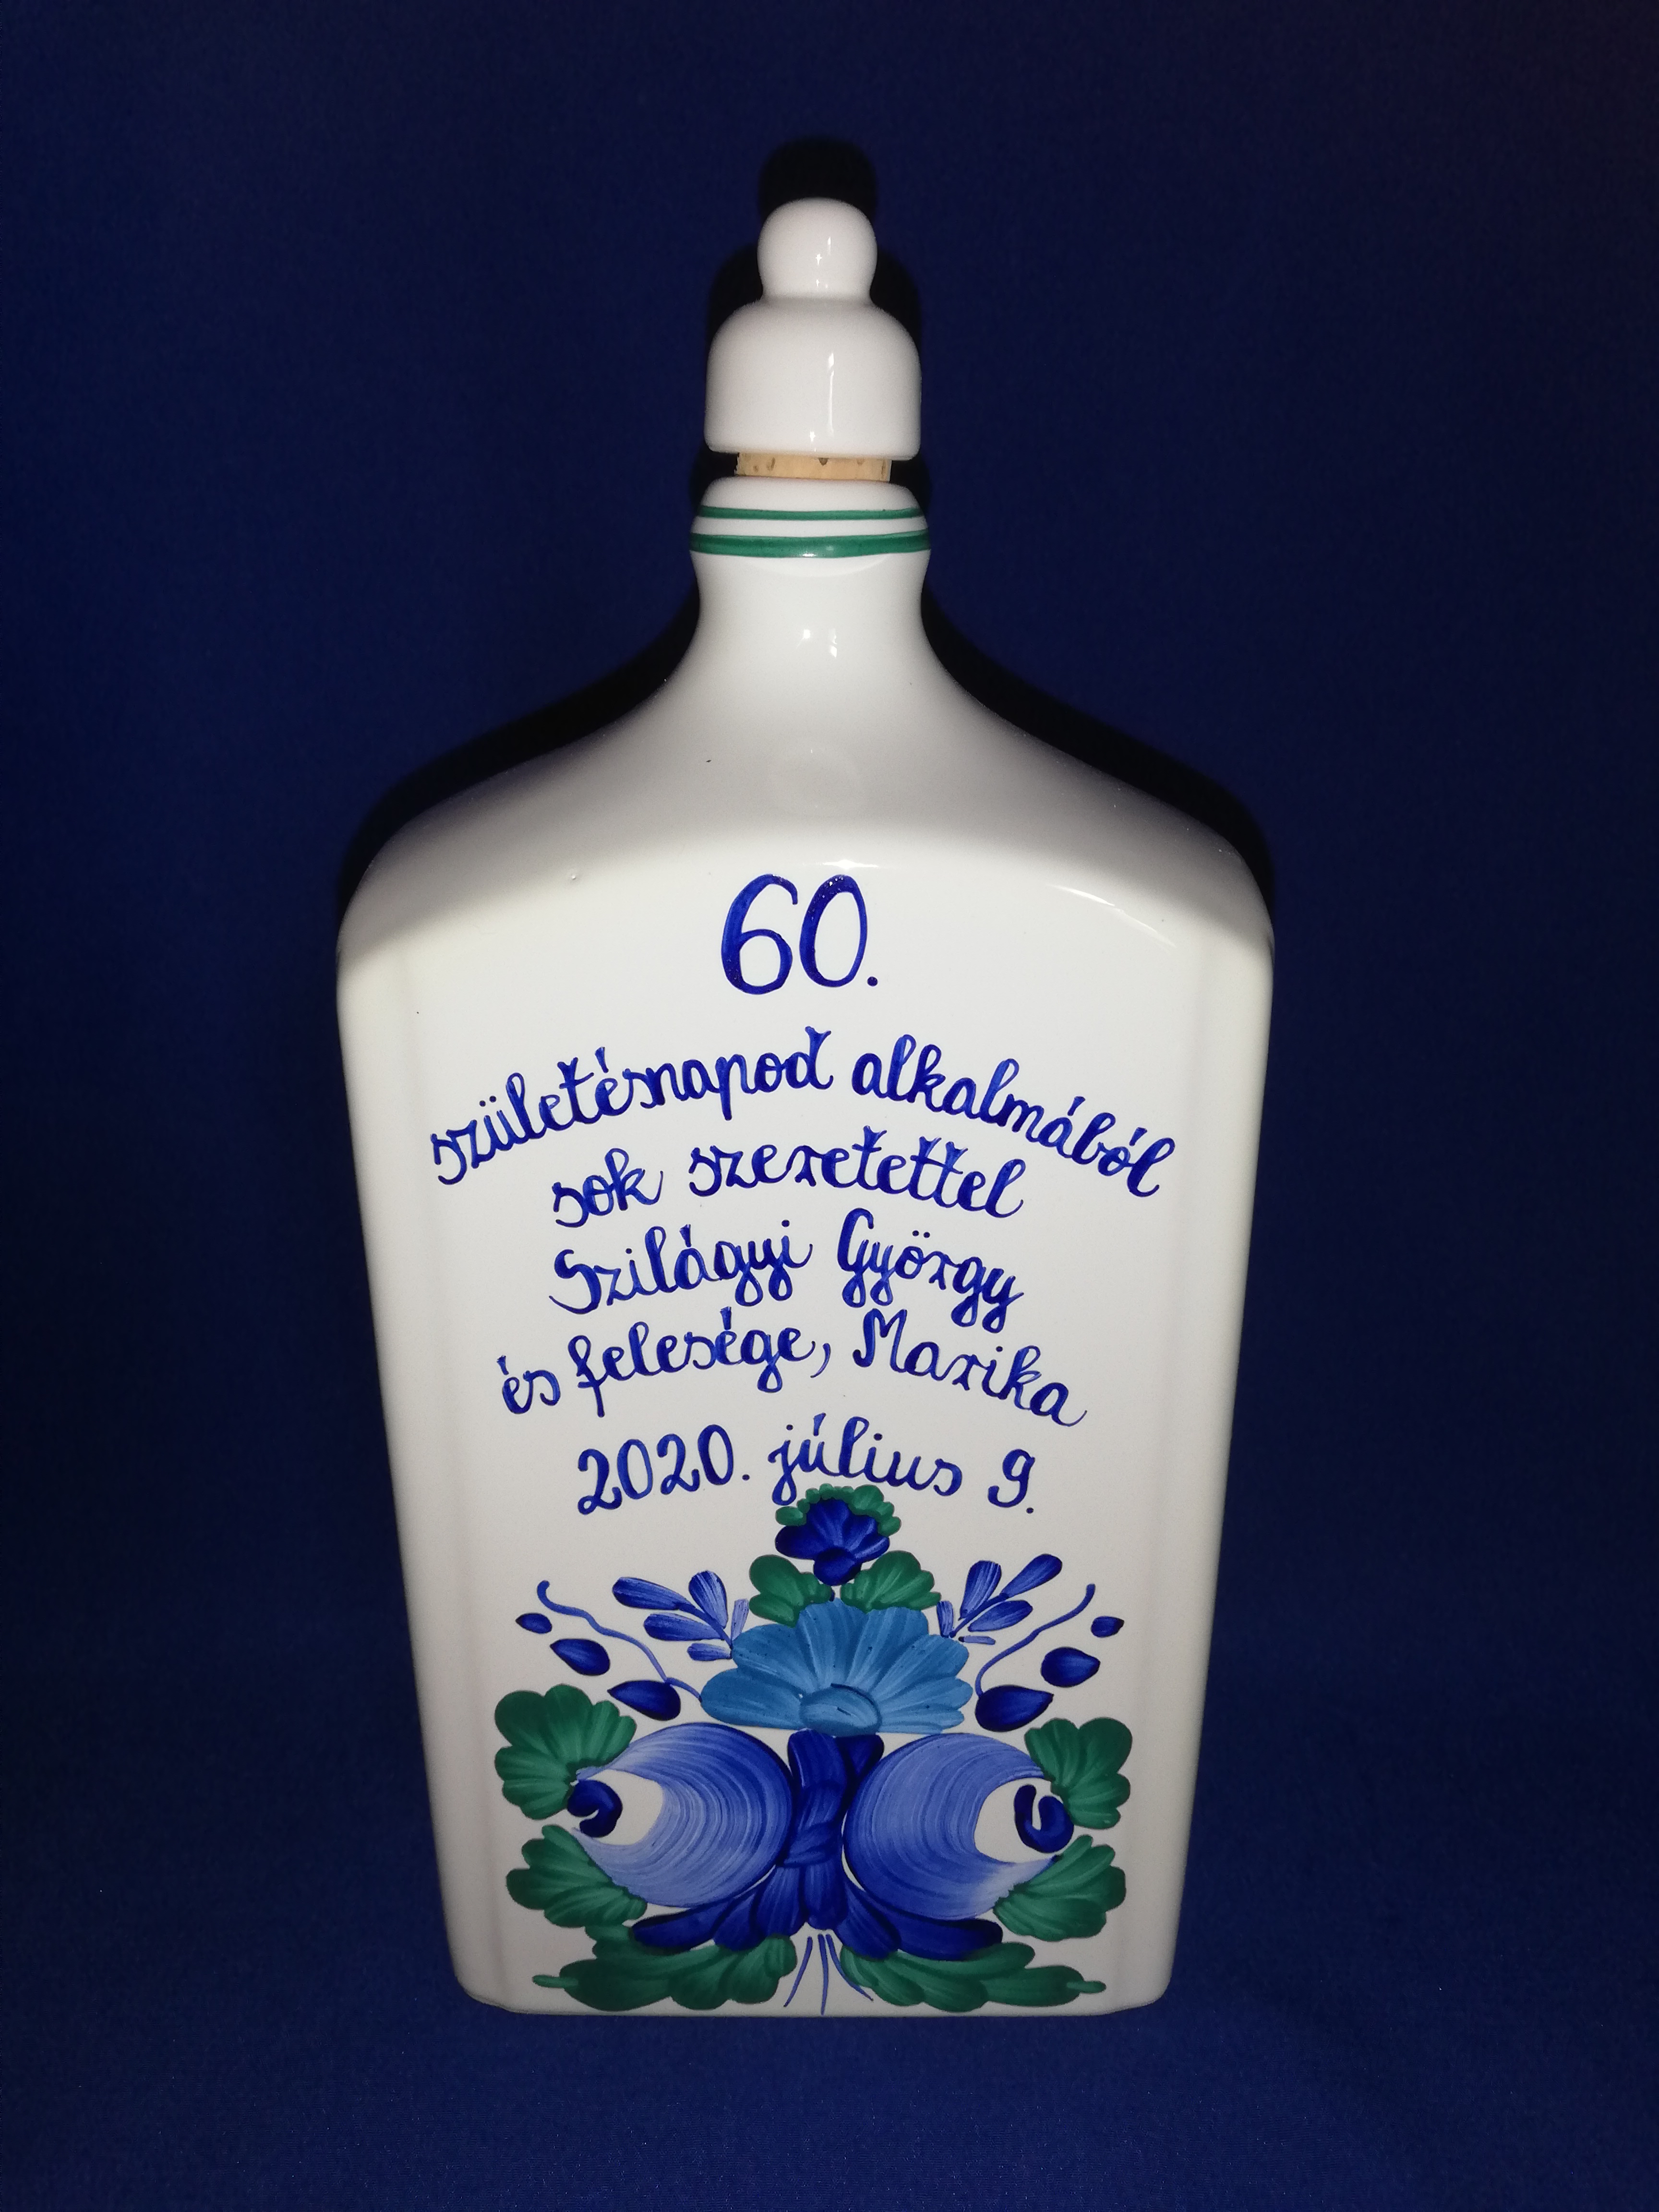 60.
születésnapod alkalmából
sok szeretettel
Szilágyi György
és felesége, Marika
2020. július 9.